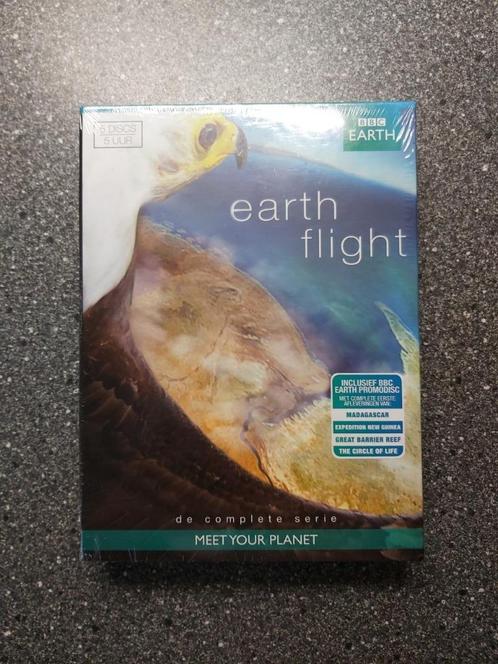 5 DISCS
5 UUR
BBC
EARTH
earth
flight
INCLUSIEF BBC
EARTH PROMODISC
MET COMPLETE EERSTE
AFLEVERINGEN VAN:
MADAGASCAR
EXPEDITION NEW GUINEA
GREAT BARRIER REEF
THE CIRCLE OF LIFE
de complete serie
MEET YOUR PLANET